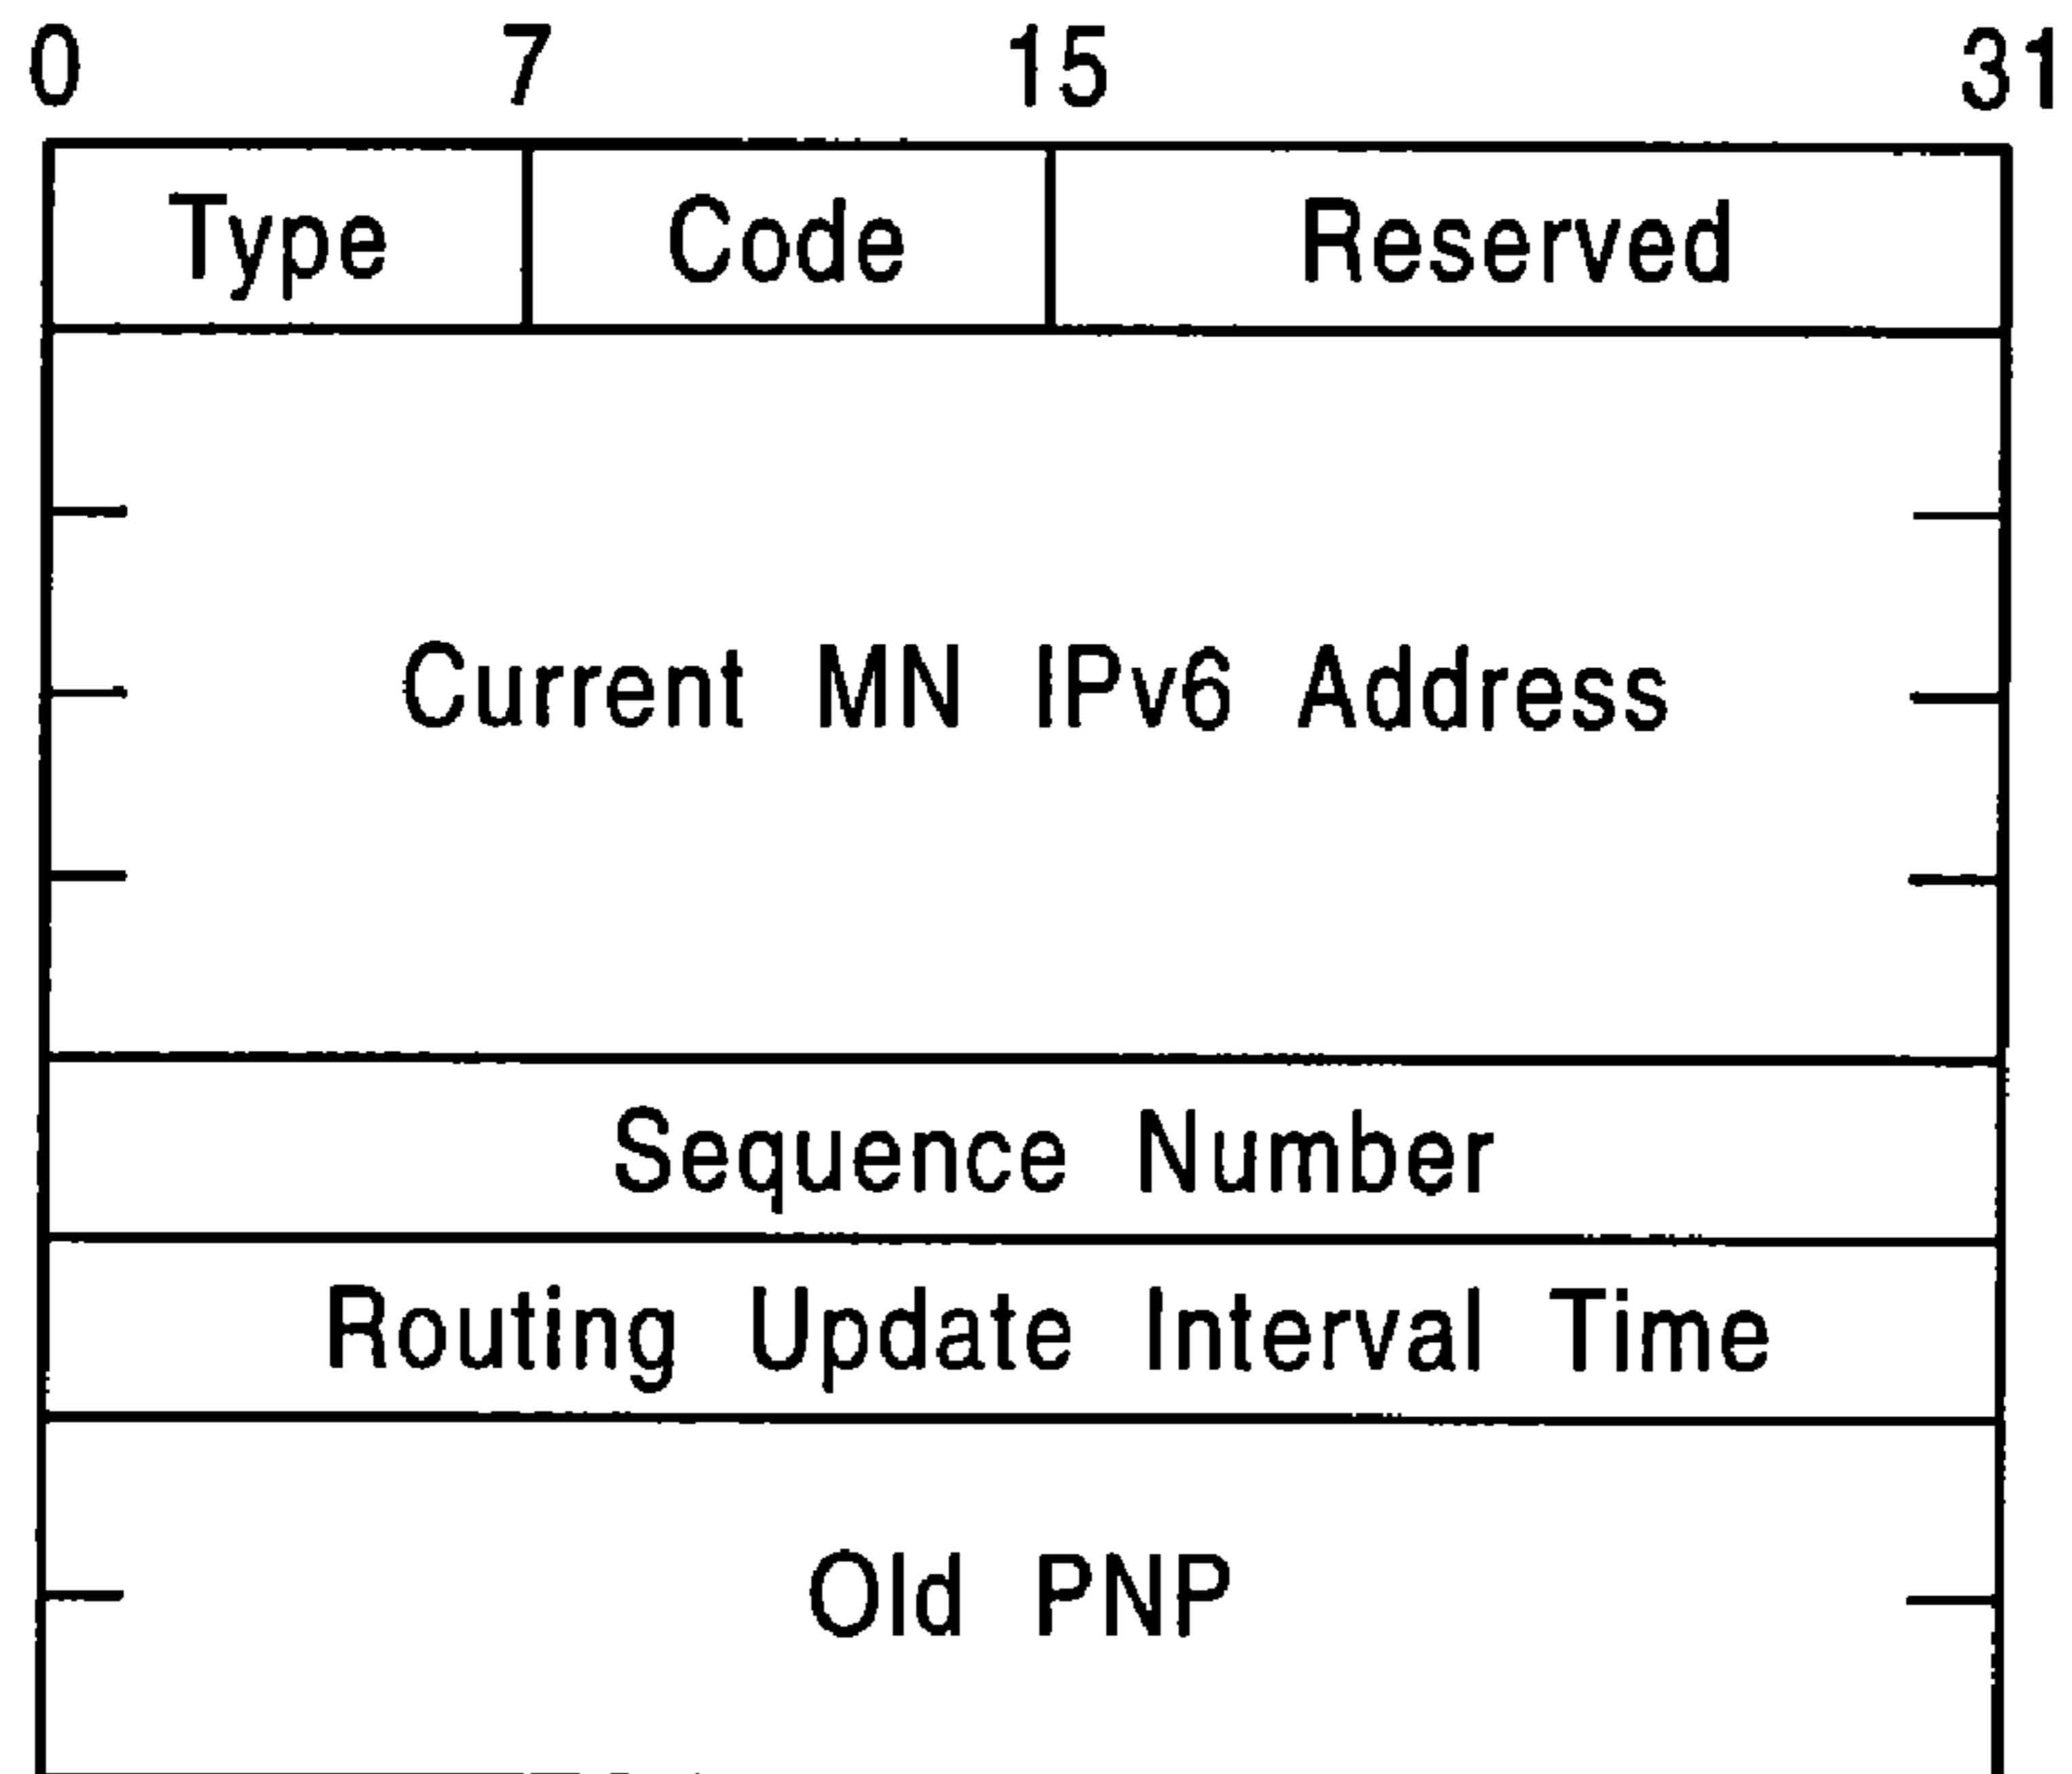 0 7 15 31
Type Code Reserved
Current MN IPv6 Address
Sequence Number
Routing Update Interval Time
Old PNP